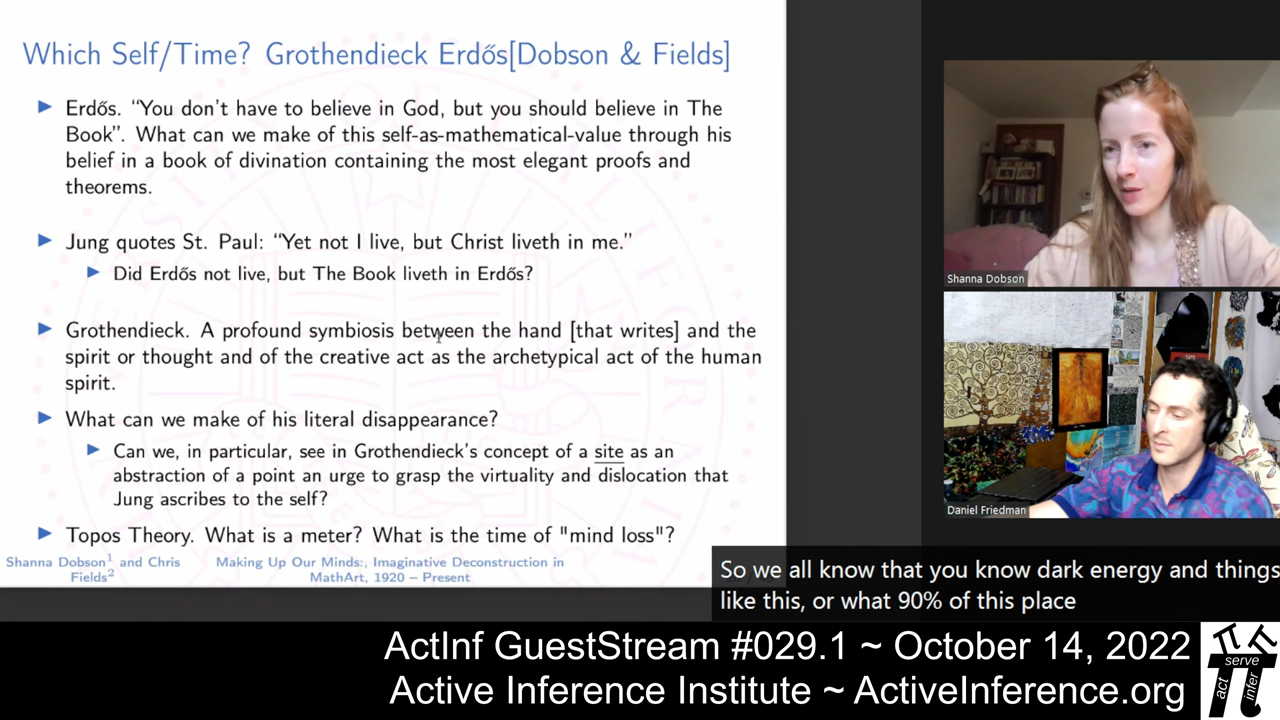 Which Self/Time? Grothendieck Erdős[Dobson & Fields]
Erdős. “You don’t have to believe in God, but you should believe in The
Book”. What can we make of this self-as-mathematical-value through his
belief in a book of divination containing the most elegant proofs and
theorems.
Jung quotes St. Paul: “Yet not I live, but Christ liveth in me.”
Did Erdős not live, but The Book liveth in Erdős?
Grothendieck. A profound symbiosis between the hand [that writes] and the
spirit or thought and of the creative act as the archetypical act of the human
spirit.
What can we make of his literal disappearance?
Can we, in particular, see in Grothendieck’s concept of a site as an
abstraction of a point an urge to grasp the virtuality and dislocation that
Jung ascribes to the self?
Topos Theory. What is a meter? What is the time of "mind loss"?
Shanna Dobson¹ and Chris
Fields²
Making Up Our Minds:, Imaginative Deconstruction in
MathArt, 1920 – Present
Shanna Dobson
Daniel Friedman
So we all know that you know dark energy and things
like this, or what 90% of this place
ActInf GuestStream #029.1 ~ October 14, 2022
Active Inference Institute ~ ActiveInference.org
serve
act
infer